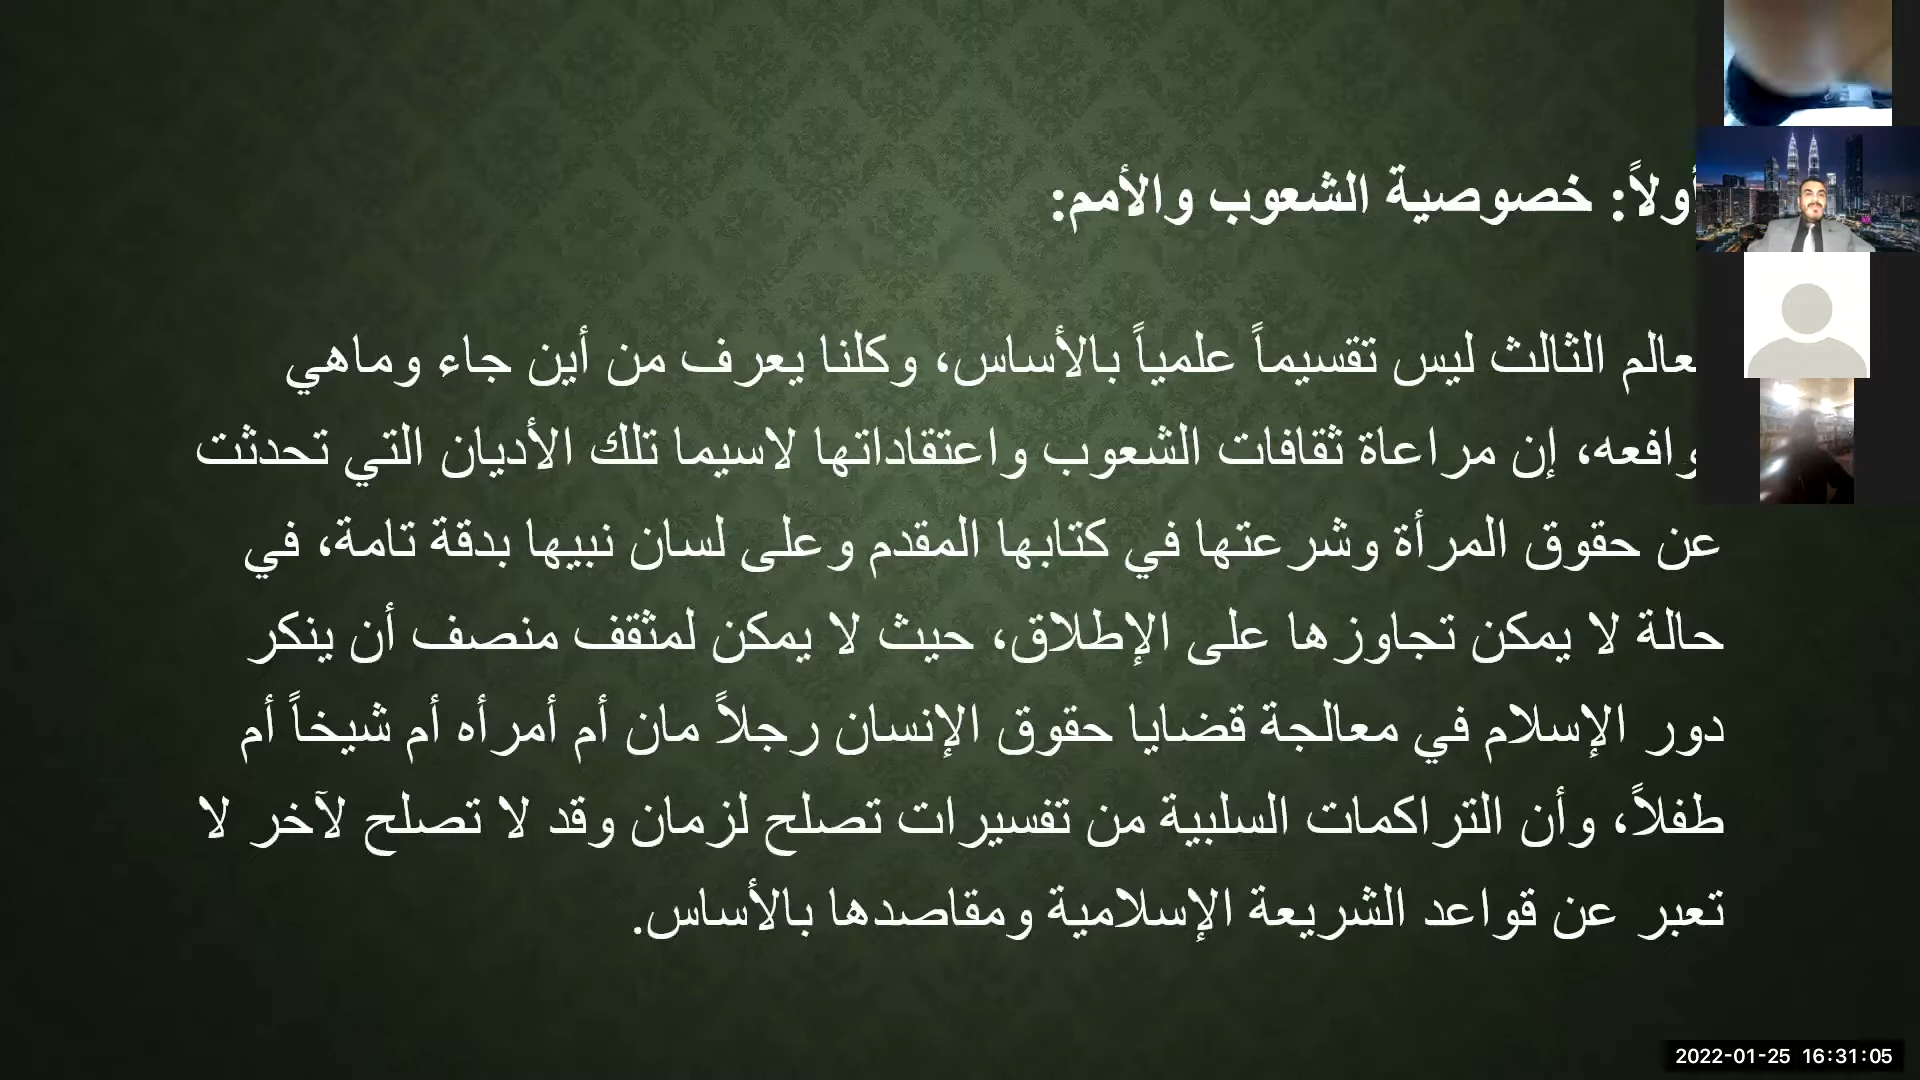 أولاً: خصوصية الشعوب والأمم:
عالم الثالث ليس تقسيماً علمياً بالأساس، وكلنا يعرف من أين جاء وماهي
وافعه، إن مراعاة ثقافات الشعوب واعتقاداتها لاسيما تلك الأديان التي تحدثت
عن حقوق المرأة وشرعتها في كتابها المقدم وعلى لسان نبيها بدقة تامة، في
حالة لا يمكن تجاوزها على الإطلاق، حيث لا يمكن لمثقف منصف أن ينكر
دور الإسلام في معالجة قضايا حقوق الإنسان رجلاً مان أم أمرأه أم شيخاً أم
طفلاً، وأن التراكمات السلبية من تفسيرات تصلح لزمان وقد لا تصلح لآخر لا
تعبر عن قواعد الشريعة الإسلامية ومقاصدها بالأساس.
2022-01-25 16:31:05